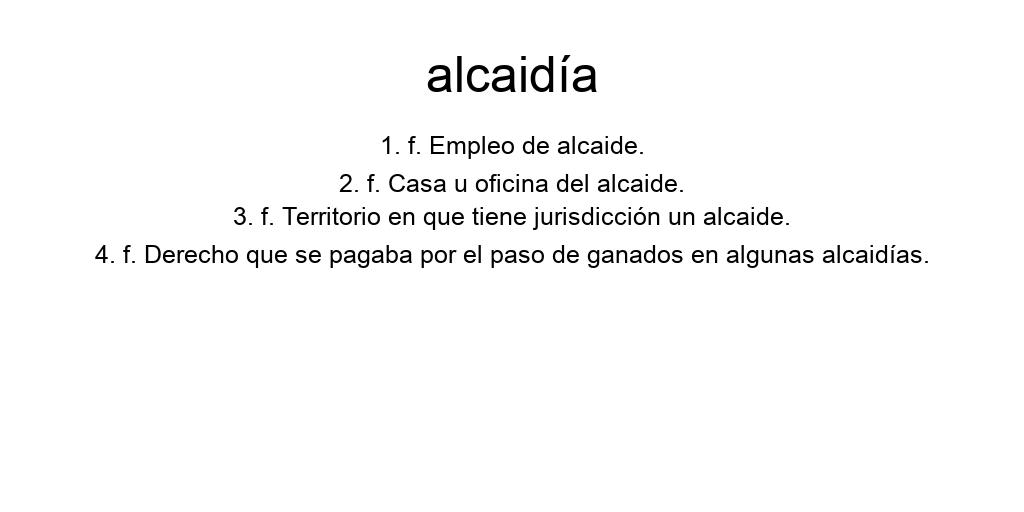 alcaidía
1. f. Empleo de alcaide.
2. f. Casa u oficina del alcaide.
3. f. Territorio en que tiene jurisdicción un alcaide.
4. f. Derecho que se pagaba por el paso de ganados en algunas alcaidías.